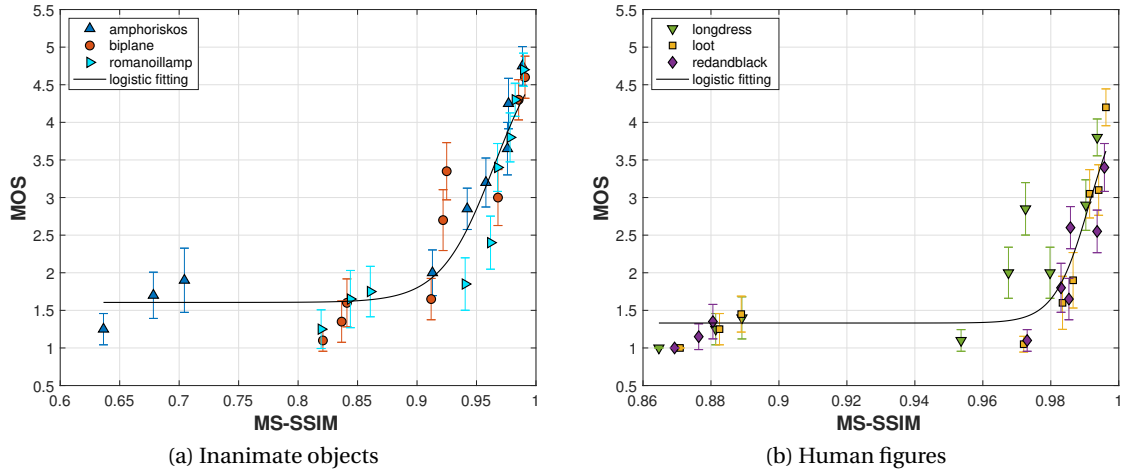 5.5
5
4.5
4
3.5
3
2.5
2
1.5
1
0.5
MOS
amphoriskos
biplane
romanoillamp
logistic fitting
0.6 0.65 0.7 0.75 0.8 0.85 0.9 0.95 1
MS-SSIM
(a) Inanimate objects
5.5
5
4.5
4
3.5
3
2.5
2
1.5
1
0.5
MOS
longdress
loot
redandblack
logistic fitting
0.86 0.88 0.9 0.92 0.94 0.96 0.98 1
MS-SSIM
(b) Human figures